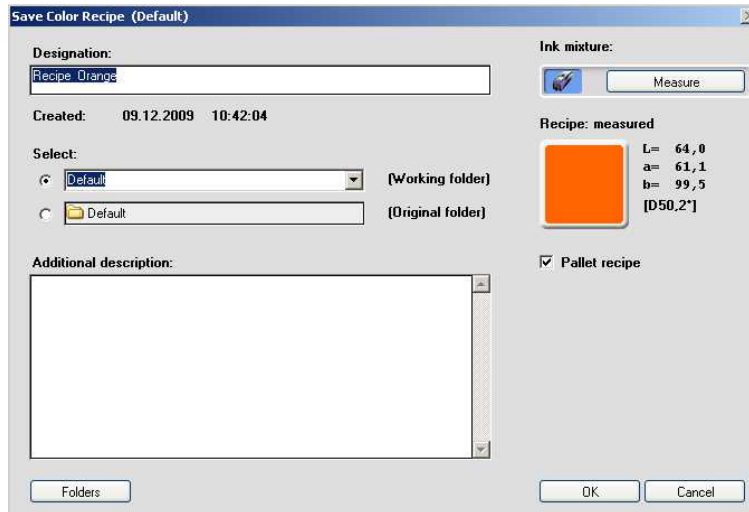 Save Color Recipe (Default)
Designation:
Recipe Orange
Created: 09.12.2009 10:42:04
Select:
Default (Working folder)
Default (Original folder)
Additional description:
Folders
Ink mixture:
Measure
Recipe: measured
L= 64,0
a= 61,1
b= 99,5
[D50,2*]
Pallet recipe
OK Cancel